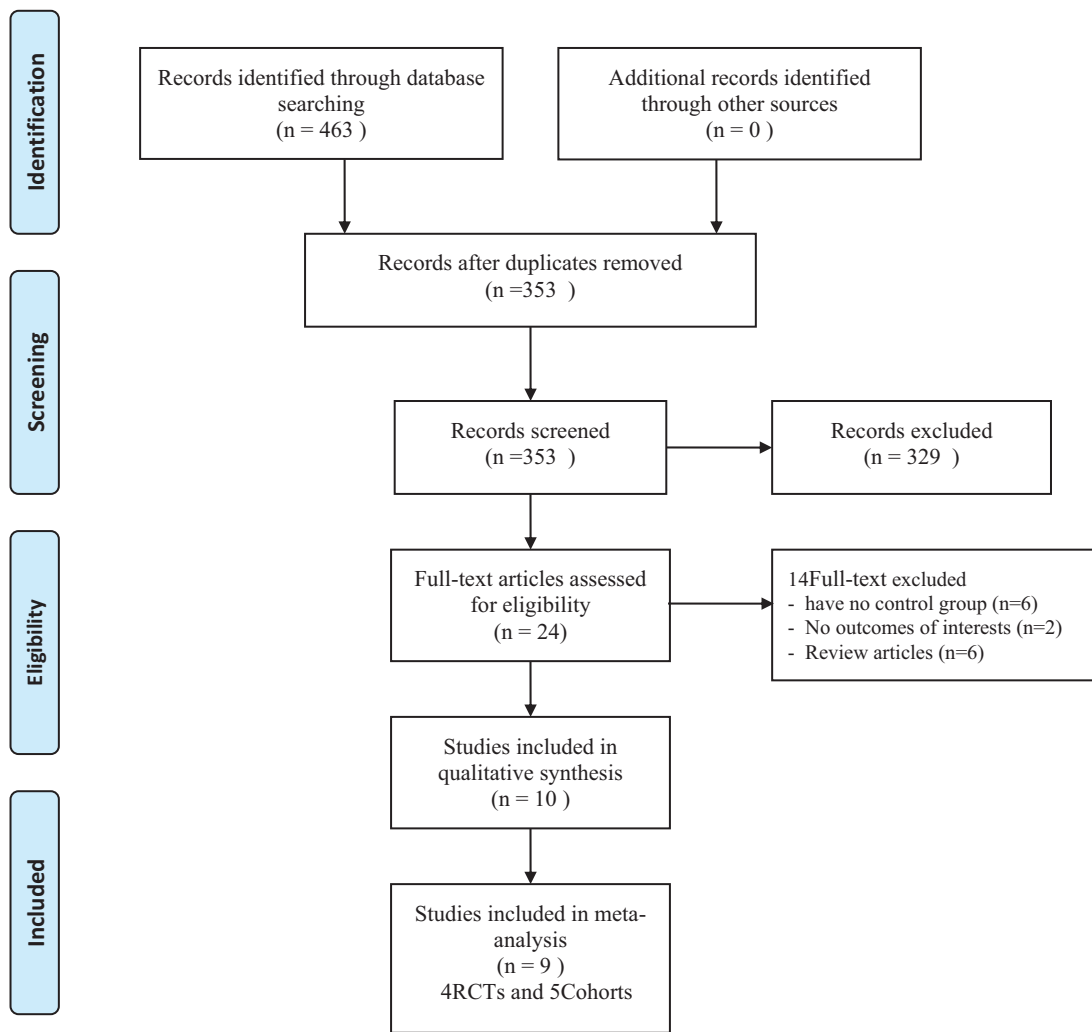 Identification
Records identified through database
searching
(n = 463 )
Additional records identified
through other sources
(n = 0 )
Records after duplicates removed
(n =353 )
Screening
Records screened
(n =353 )
Records excluded
(n = 329 )
Eligibility
Full-text articles assessed
for eligibility
(n = 24)
14Full-text excluded
- have no control group (n=6)
- No outcomes of interests (n=2)
- Review articles (n=6)
Studies included in
qualitative synthesis
(n = 10 )
Included
Studies included in meta-
analysis
(n = 9 )
4RCTs and 5Cohorts